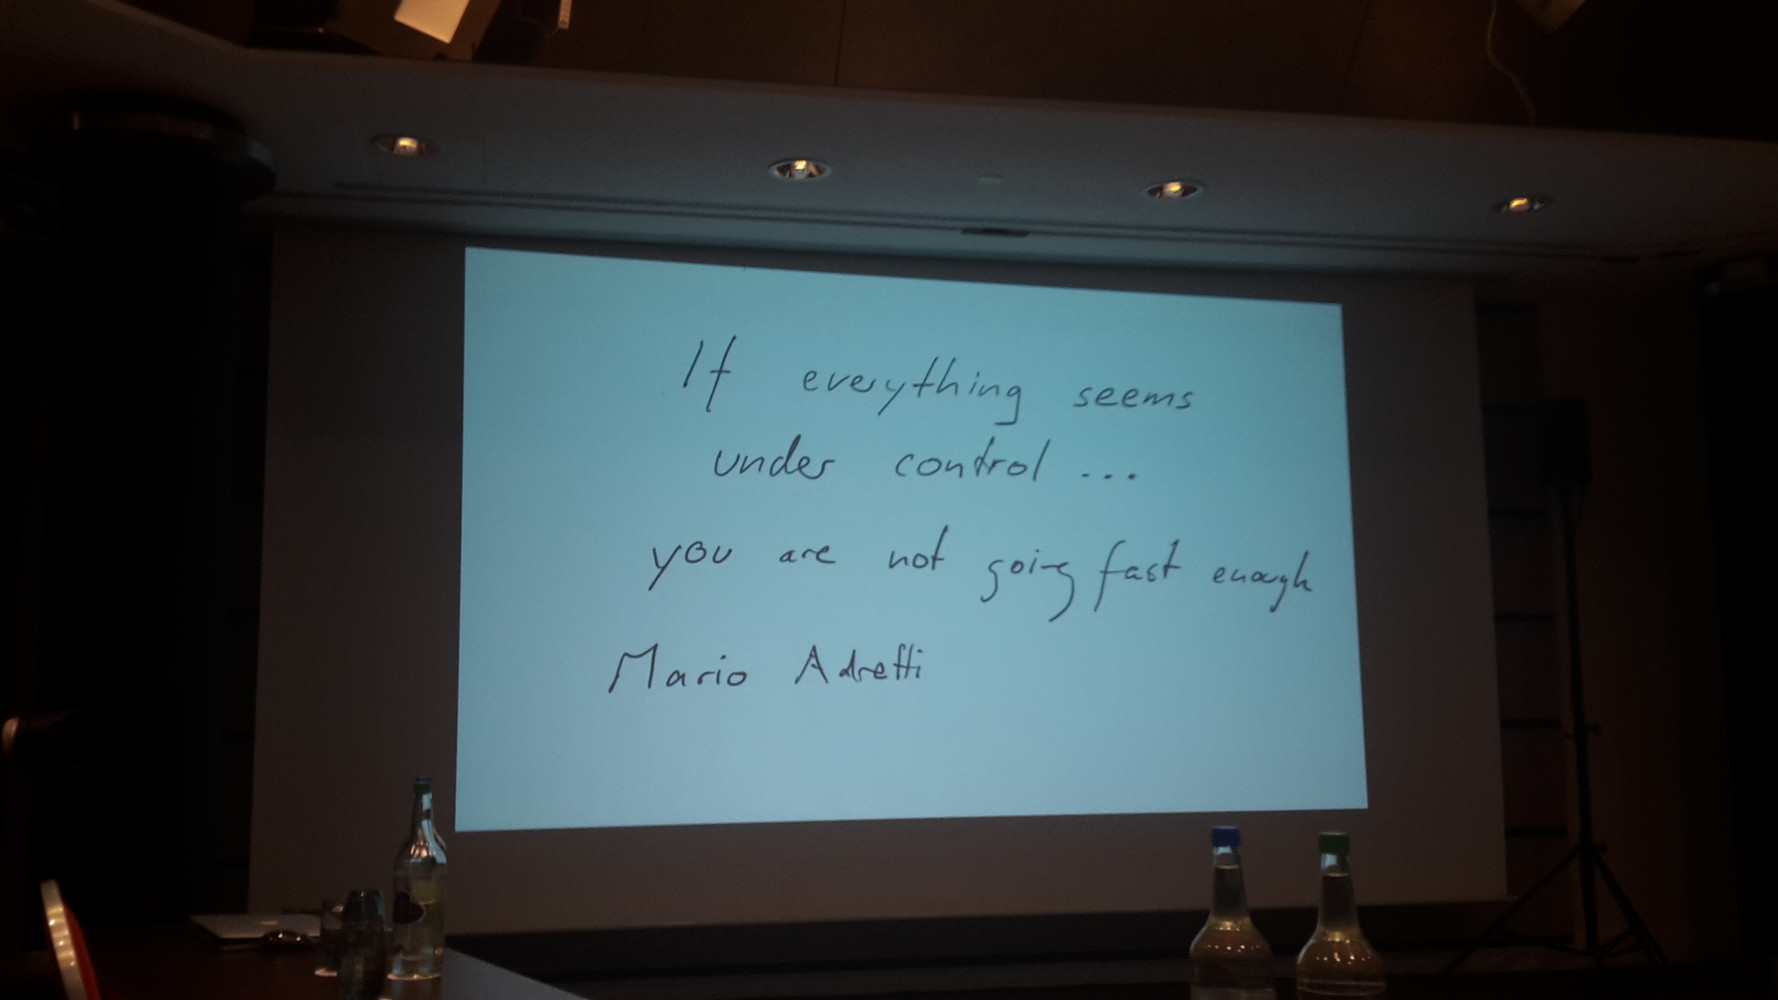 If everything seems
under control ...
you are not going fast enough
Mario Adretti